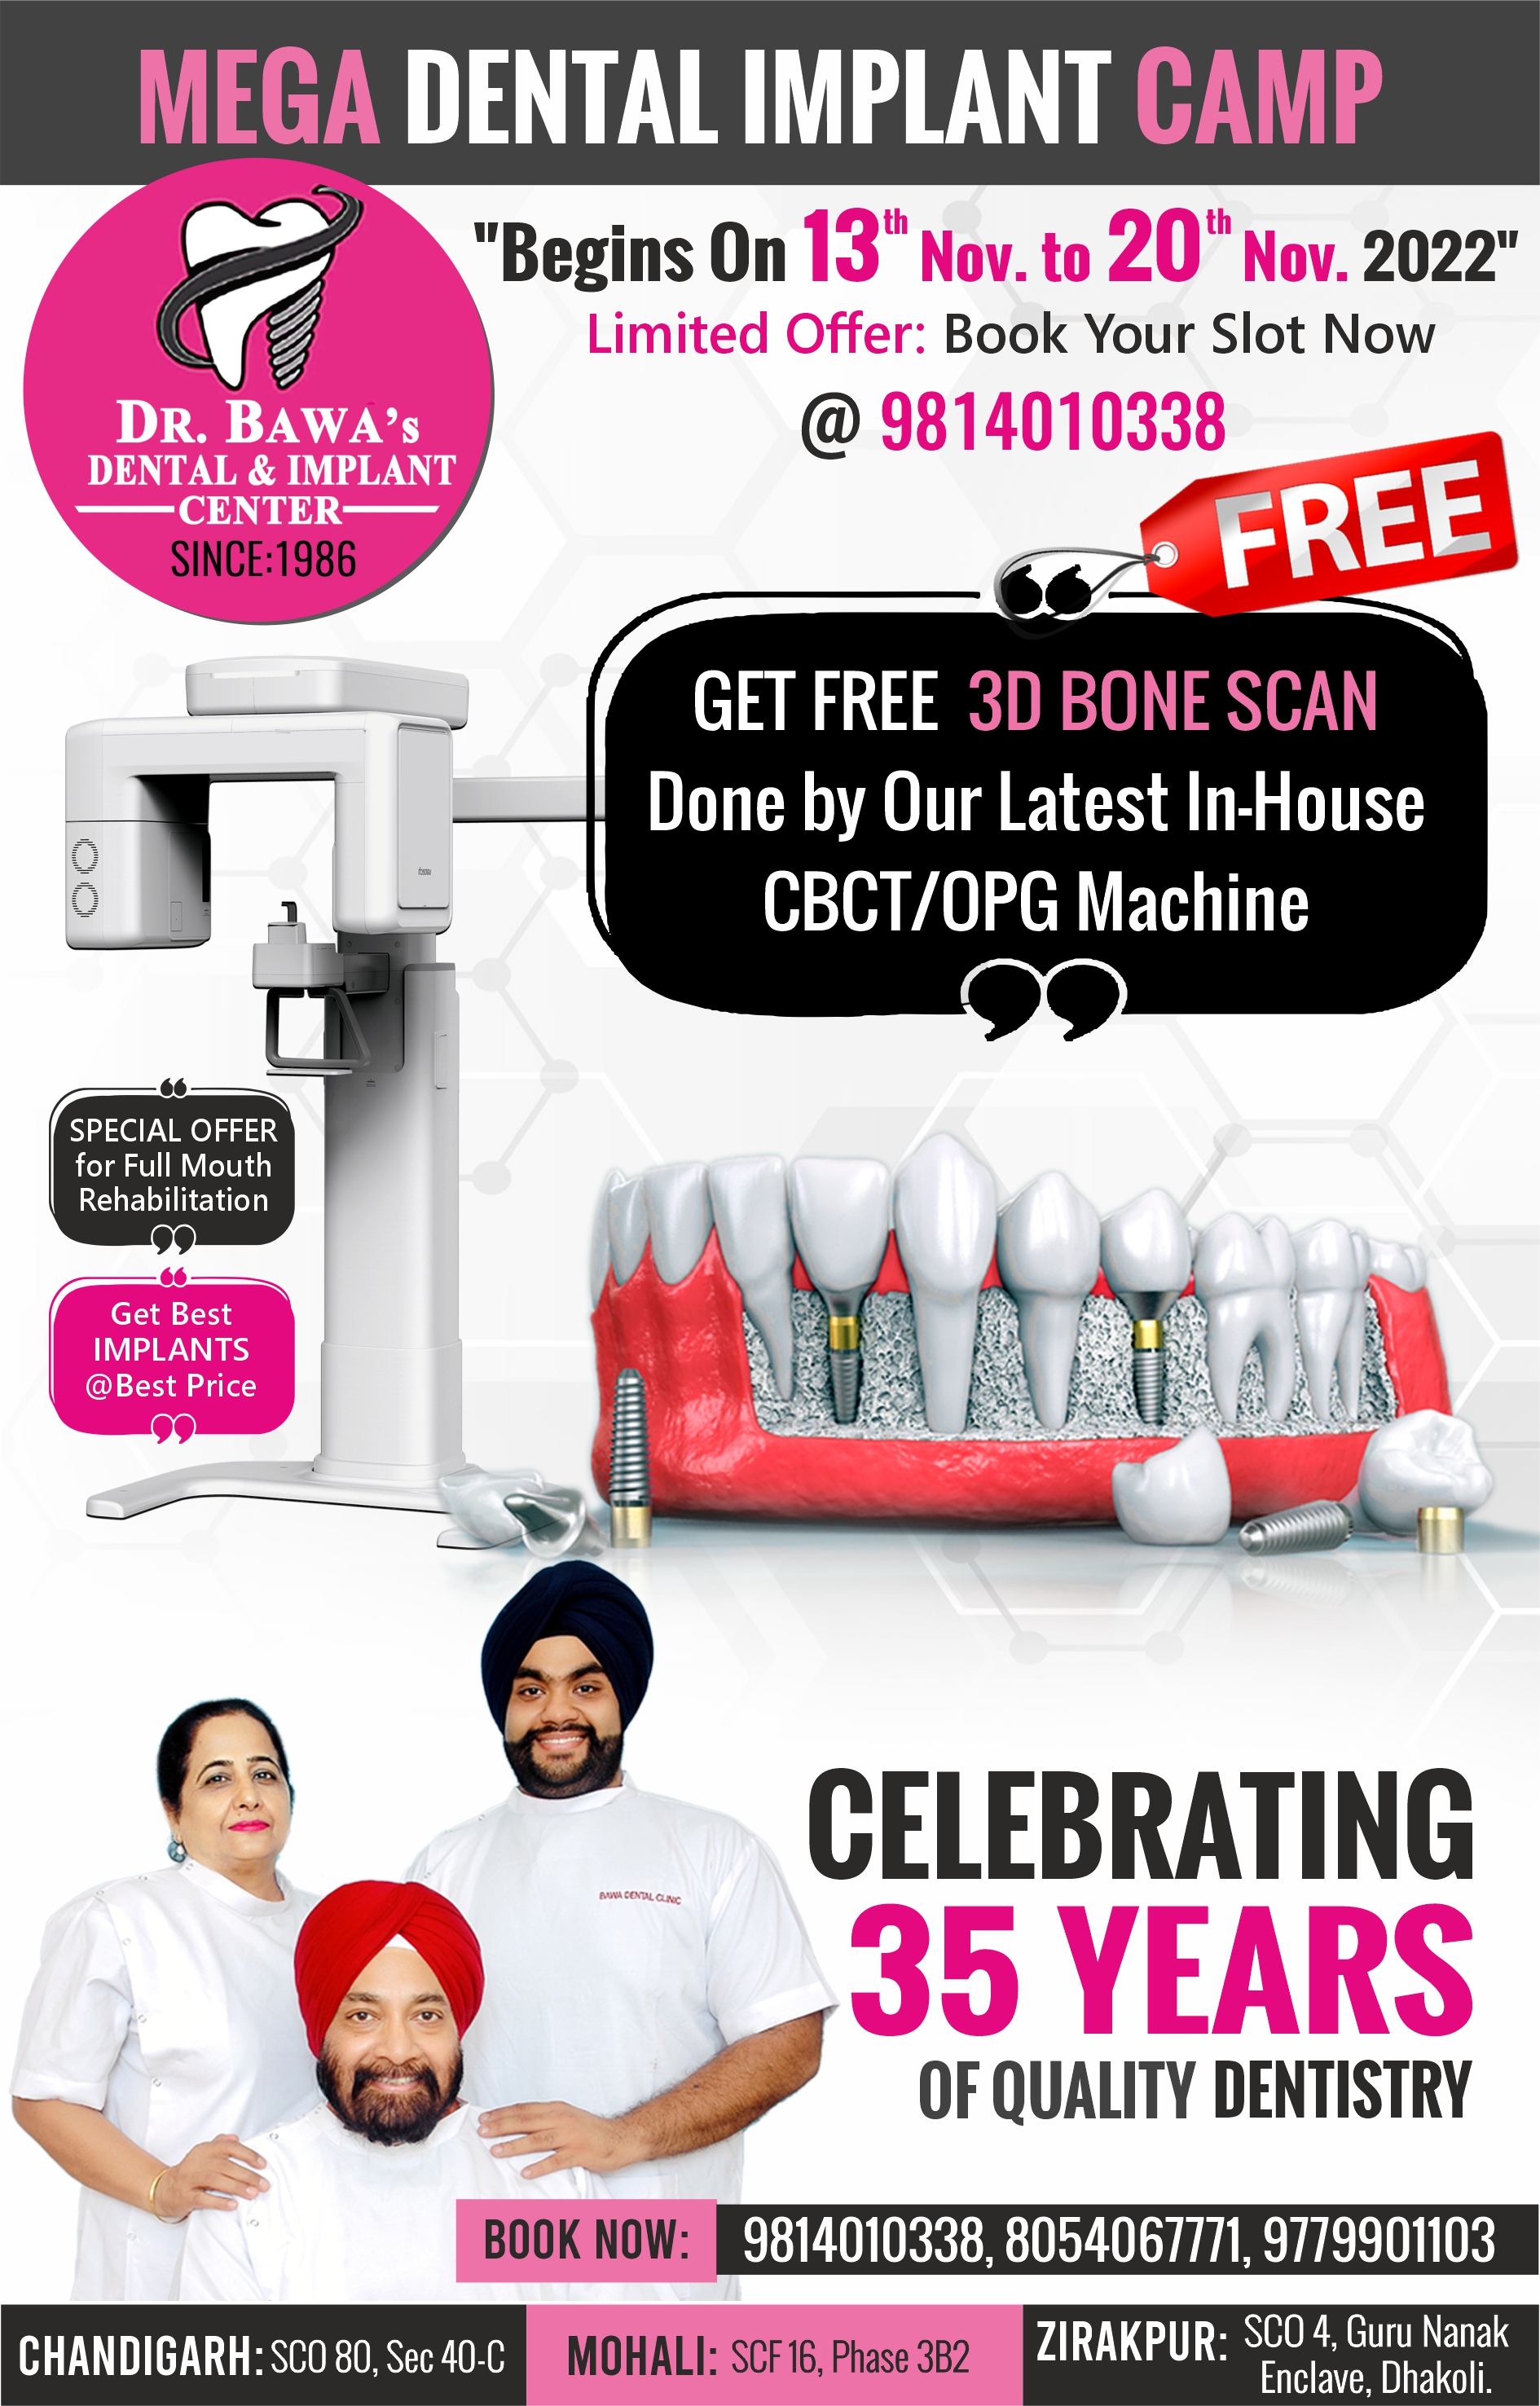 MEGA DENTAL IMPLANT CAMP
DR. BAWA's
DENTAL & IMPLANT
CENTER
SINCE:1986
"Begins On 13th Nov. to 20th Nov. 2022"
Limited Offer: Book Your Slot Now
@ 9814010338
FREE
GET FREE 3D BONE SCAN
Done by Our Latest In-House
CBCT/OPG Machine
SPECIAL OFFER
for Full Mouth
Rehabilitation
Get Best
IMPLANTS
@Best Price
BAWA DENTAL CLINIC
CELEBRATING
35 YEARS
OF QUALITY DENTISTRY
BOOK NOW: 9814010338, 8054067771, 9779901103
CHANDIGARH: SCO 80, Sec 40-C
MOHALI: SCF 16, Phase 3B2
ZIRAKPUR: SCO 4, Guru Nanak
Enclave, Dhakoli.